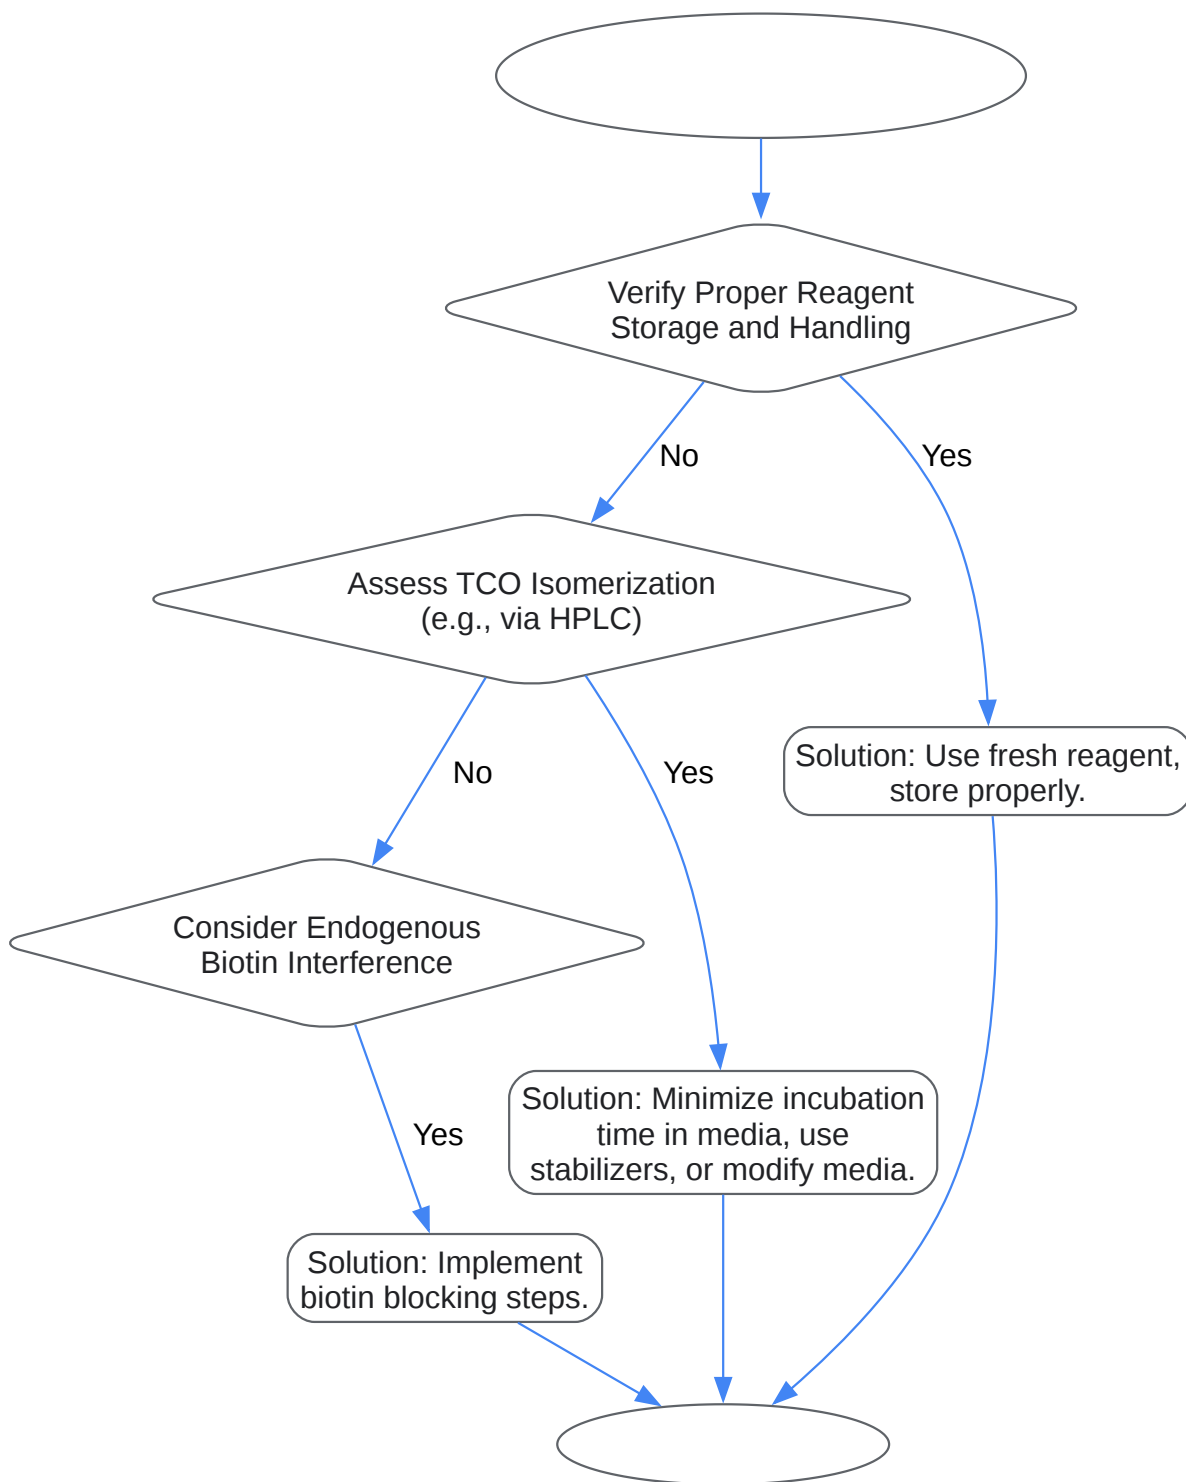 Verify Proper Reagent
Storage and Handling
No
Yes
Assess TCO Isomerization
(e.g., via HPLC)
No
Yes
Solution: Use fresh reagent,
store properly.
Consider Endogenous
Biotin Interference
Yes
Solution: Minimize incubation
time in media, use
stabilizers, or modify media.
Solution: Implement
biotin blocking steps.